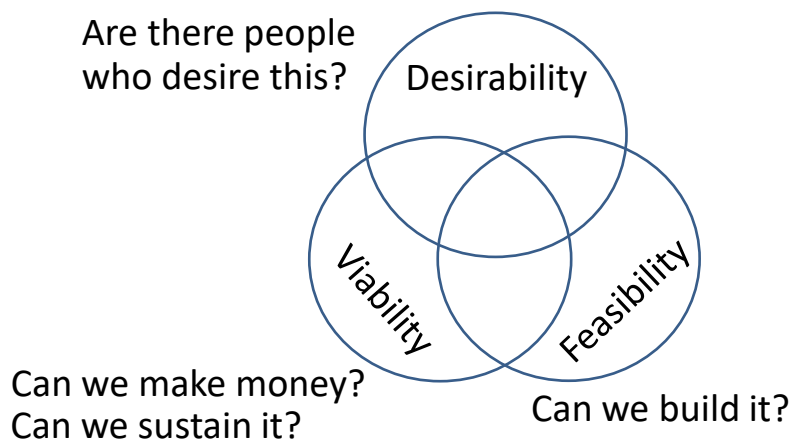 Are there people
who desire this?
Desirability
Viability
Feasibility
Can we make money?
Can we sustain it?
Can we build it?